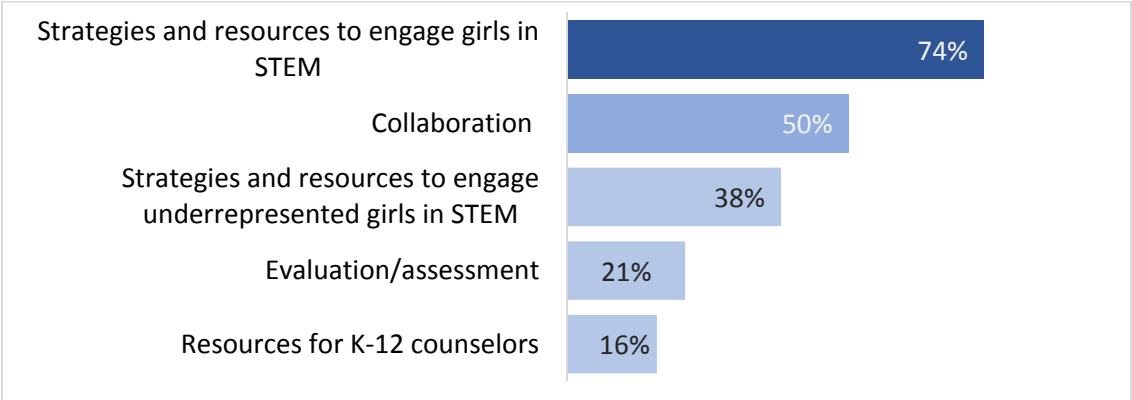 Strategies and resources to engage girls in
STEM
74%
Collaboration
50%
Strategies and resources to engage
underrepresented girls in STEM
38%
Evaluation/assessment
21%
Resources for K-12 counselors
16%